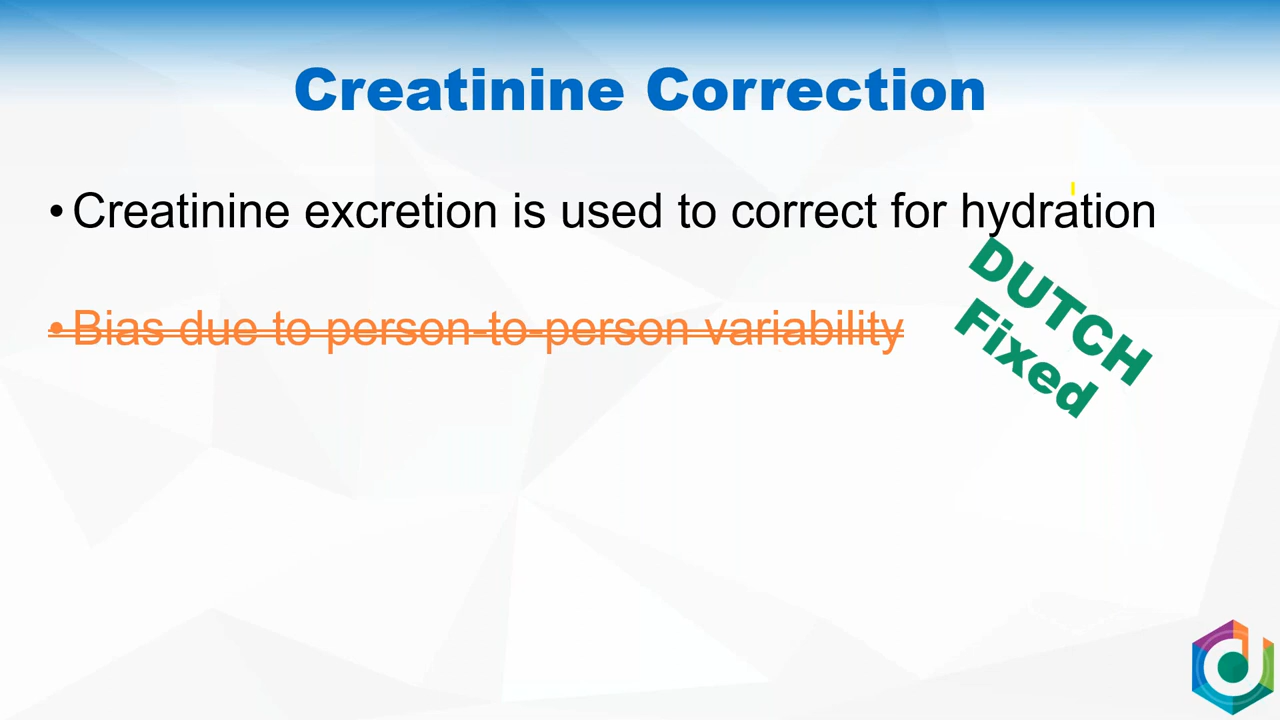 Creatinine Correction
• Creatinine excretion is used to correct for hydration
• Bias due to person-to-person variability
DUTCH
Fixed